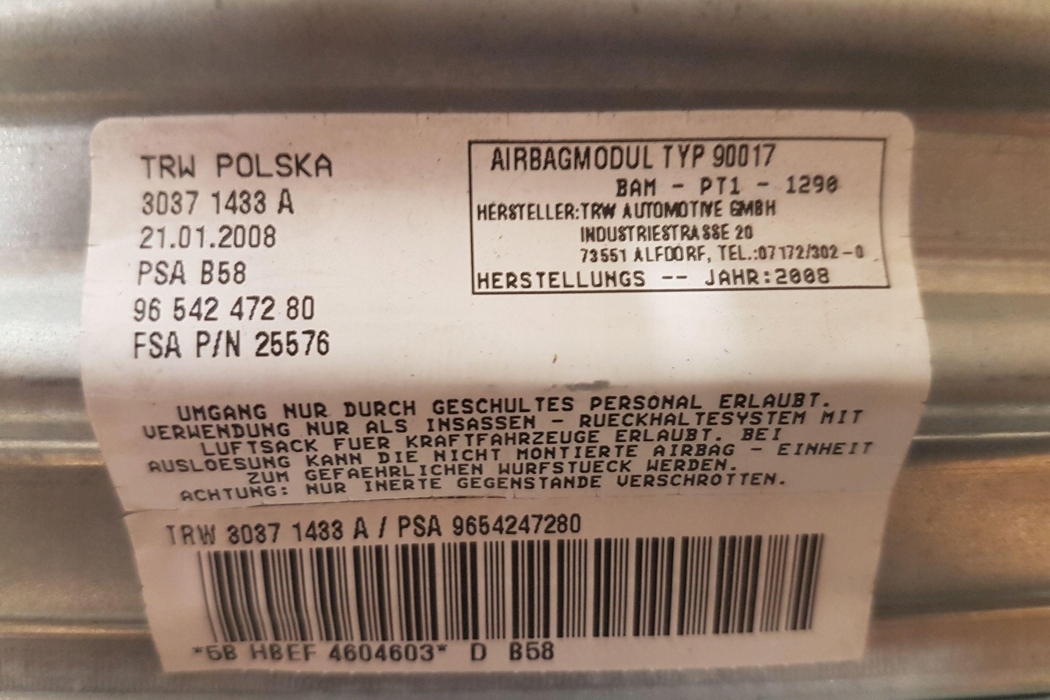 TRW POLSKA
3037 1433 A
21.01.2008
PSA B58
96 542 472 80
FSA P/N 25576
AIRBAGMODUL TYP 90017
BAM - PT1 - 1290
HERSTELLER:TRW AUTOMOTIVE GMBH
INDUSTRIESTRASSE 20
73551 ALFDORF, TEL.:07172/302-0
HERSTELLUNGS -- JAHR:2008
UMGANG NUR DURCH GESCHULTES PERSONAL ERLAUBT.
VERWENDUNG NUR ALS INSASSEN - RUECKHALTESYSTEM MIT
LUFTSACK FUER KRAFTFAHRZEUGE ERLAUBT. BEI
AUSLOESUNG KANN DIE NICHT MONTIERTE AIRBAG - EINHEIT
ZUM GEFAEHRLICHEN WURFSTUECK WERDEN.
ACHTUNG: NUR INERTE GEGENSTANDE VERSCHROTTEN.
TRW 3037 1433 A / PSA 9654247280
*5B HBEF 4604603* D B58